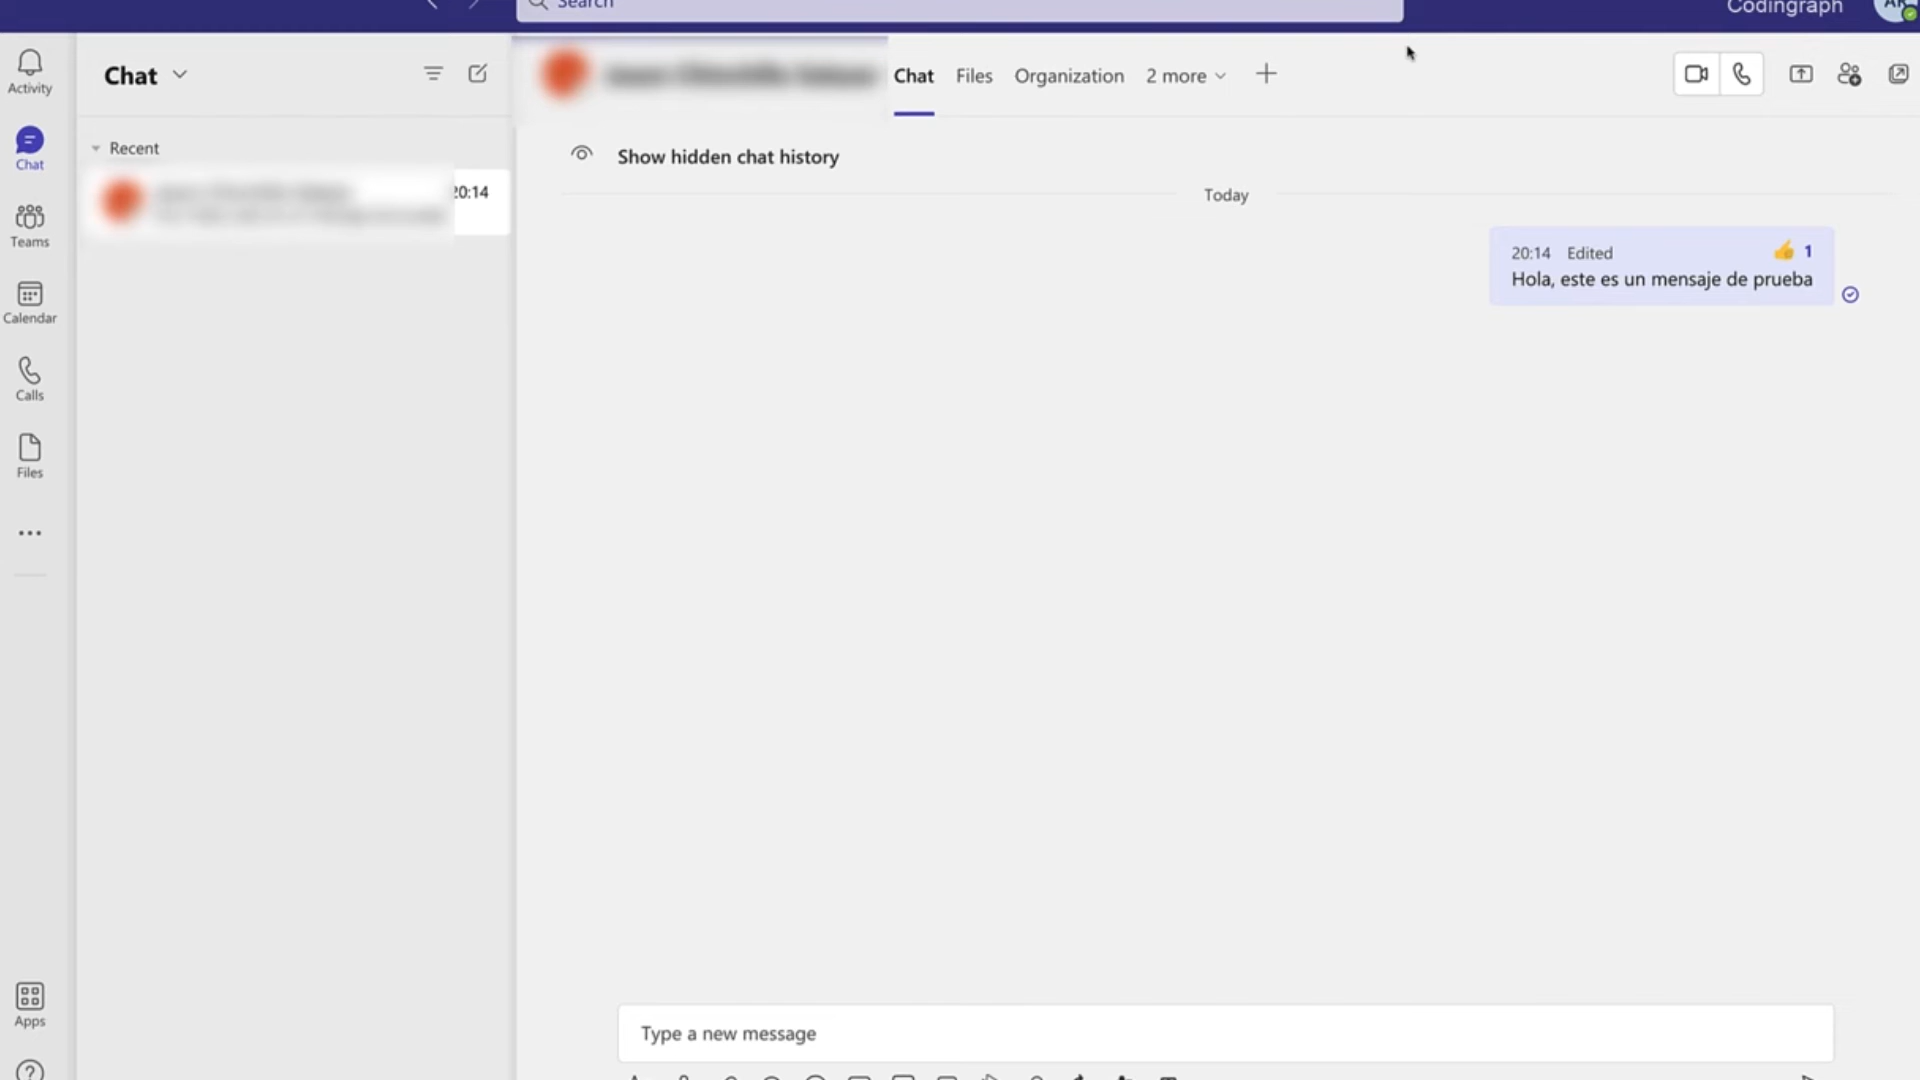 Search
Codingraph
Activity
Chat
Teams
Calendar
Calls
Files
Apps
Chat
Recent
20:14
Chat Files Organization 2 more
Show hidden chat history
Today
20:14 Edited 👍 1
Hola, este es un mensaje de prueba
Type a new message